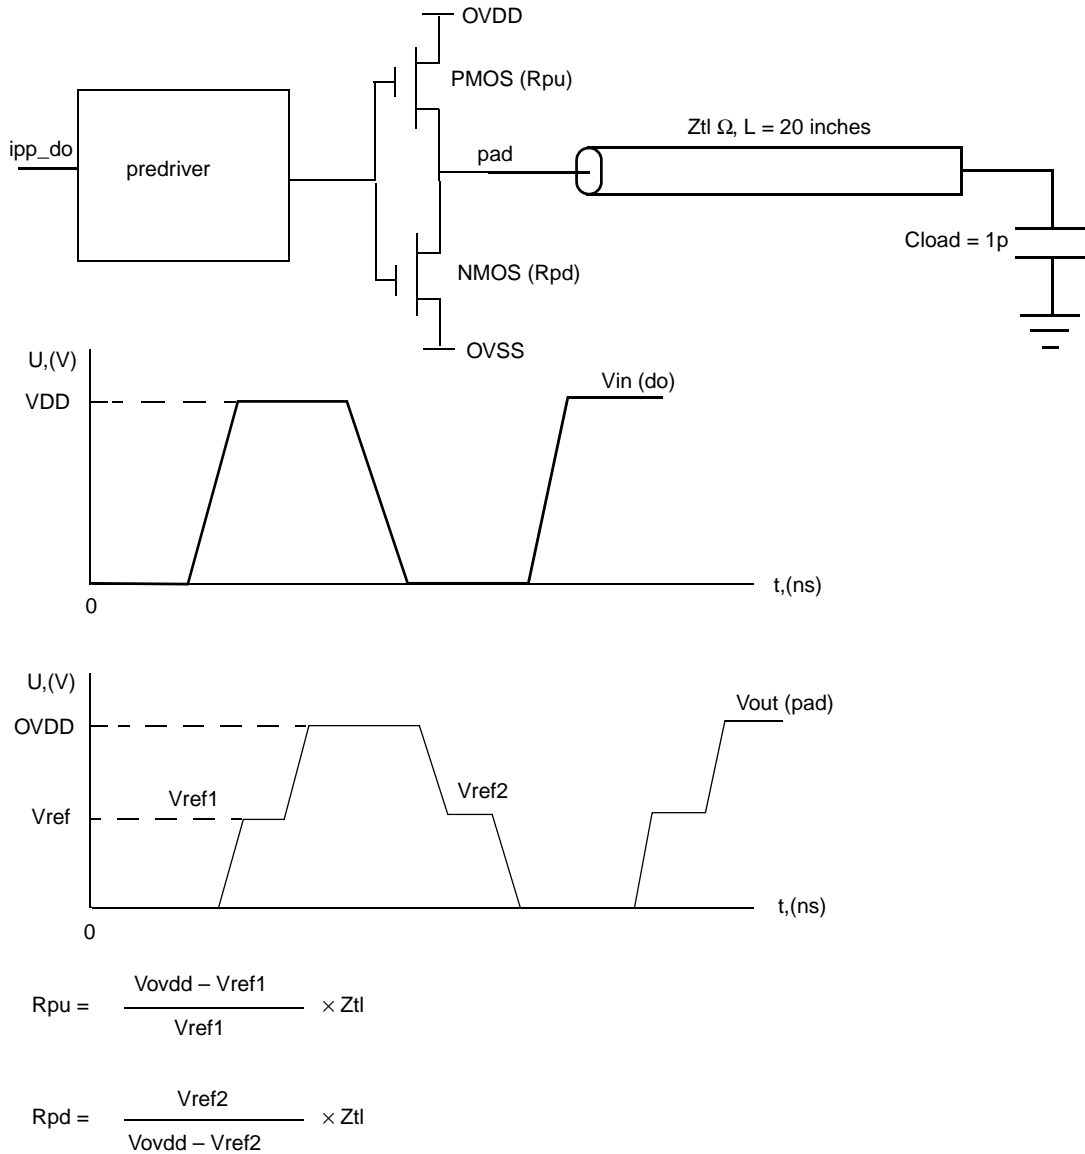 OVDD
PMOS (Rpu)
Ztl Ω, L = 20 inches
ipp_do
predriver
pad
Cload = 1p
NMOS (Rpd)
OVSS
U,(V)
VDD
Vin (do)
t,(ns)
0
U,(V)
OVDD
Vout (pad)
Vref1
Vref2
Vref
t,(ns)
0
Vovdd – Vref1
Rpu =
× Ztl
Vref1
Vref2
Rpd =
× Ztl
Vovdd – Vref2